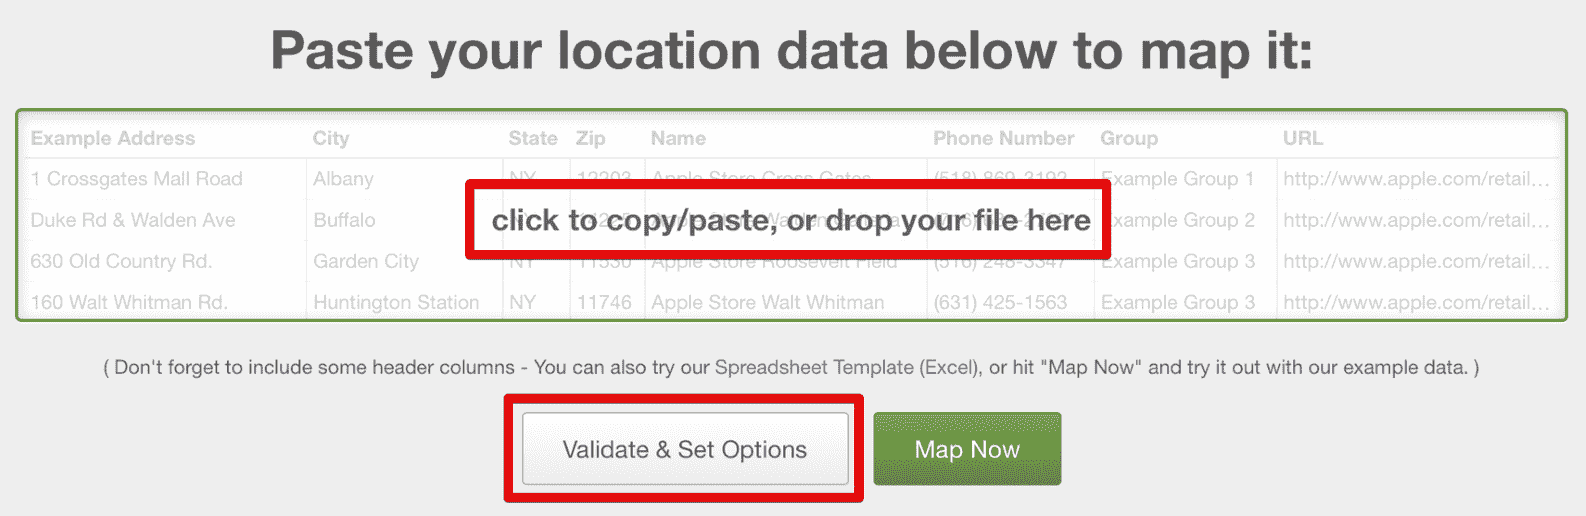 Paste your location data below to map it:
Example Address City State Zip Name Phone Number Group URL
1 Crossgates Mall Road Albany NY 12203 Apple Store Cross Gates (518) 869-3192 Example Group 1 http://www.apple.com/retail...
Duke Rd & Walden Ave Buffalo Example Group 2 http://www.apple.com/retail...
click to copy/paste, or drop your file here
630 Old Country Rd. Garden City NY 11530 Apple Store Roosevelt Field (516) 248-3347 Example Group 3 http://www.apple.com/retail...
160 Walt Whitman Rd. Huntington Station NY 11746 Apple Store Walt Whitman (631) 425-1563 Example Group 3 http://www.apple.com/retail...
( Don't forget to include some header columns - You can also try our Spreadsheet Template (Excel), or hit "Map Now" and try it out with our example data. )
Validate & Set Options Map Now